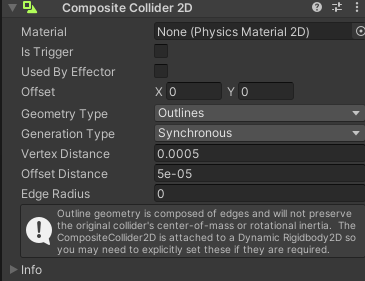 Composite Collider 2D
Material None (Physics Material 2D)
Is Trigger
Used By Effector
Offset X 0 Y 0
Geometry Type Outlines
Generation Type Synchronous
Vertex Distance 0.0005
Offset Distance 5e-05
Edge Radius 0
Outline geometry is composed of edges and will not preserve
the original collider's center-of-mass or rotational inertia. The
CompositeCollider2D is attached to a Dynamic Rigidbody2D so
you may need to explicitly set these if they are required.
Info